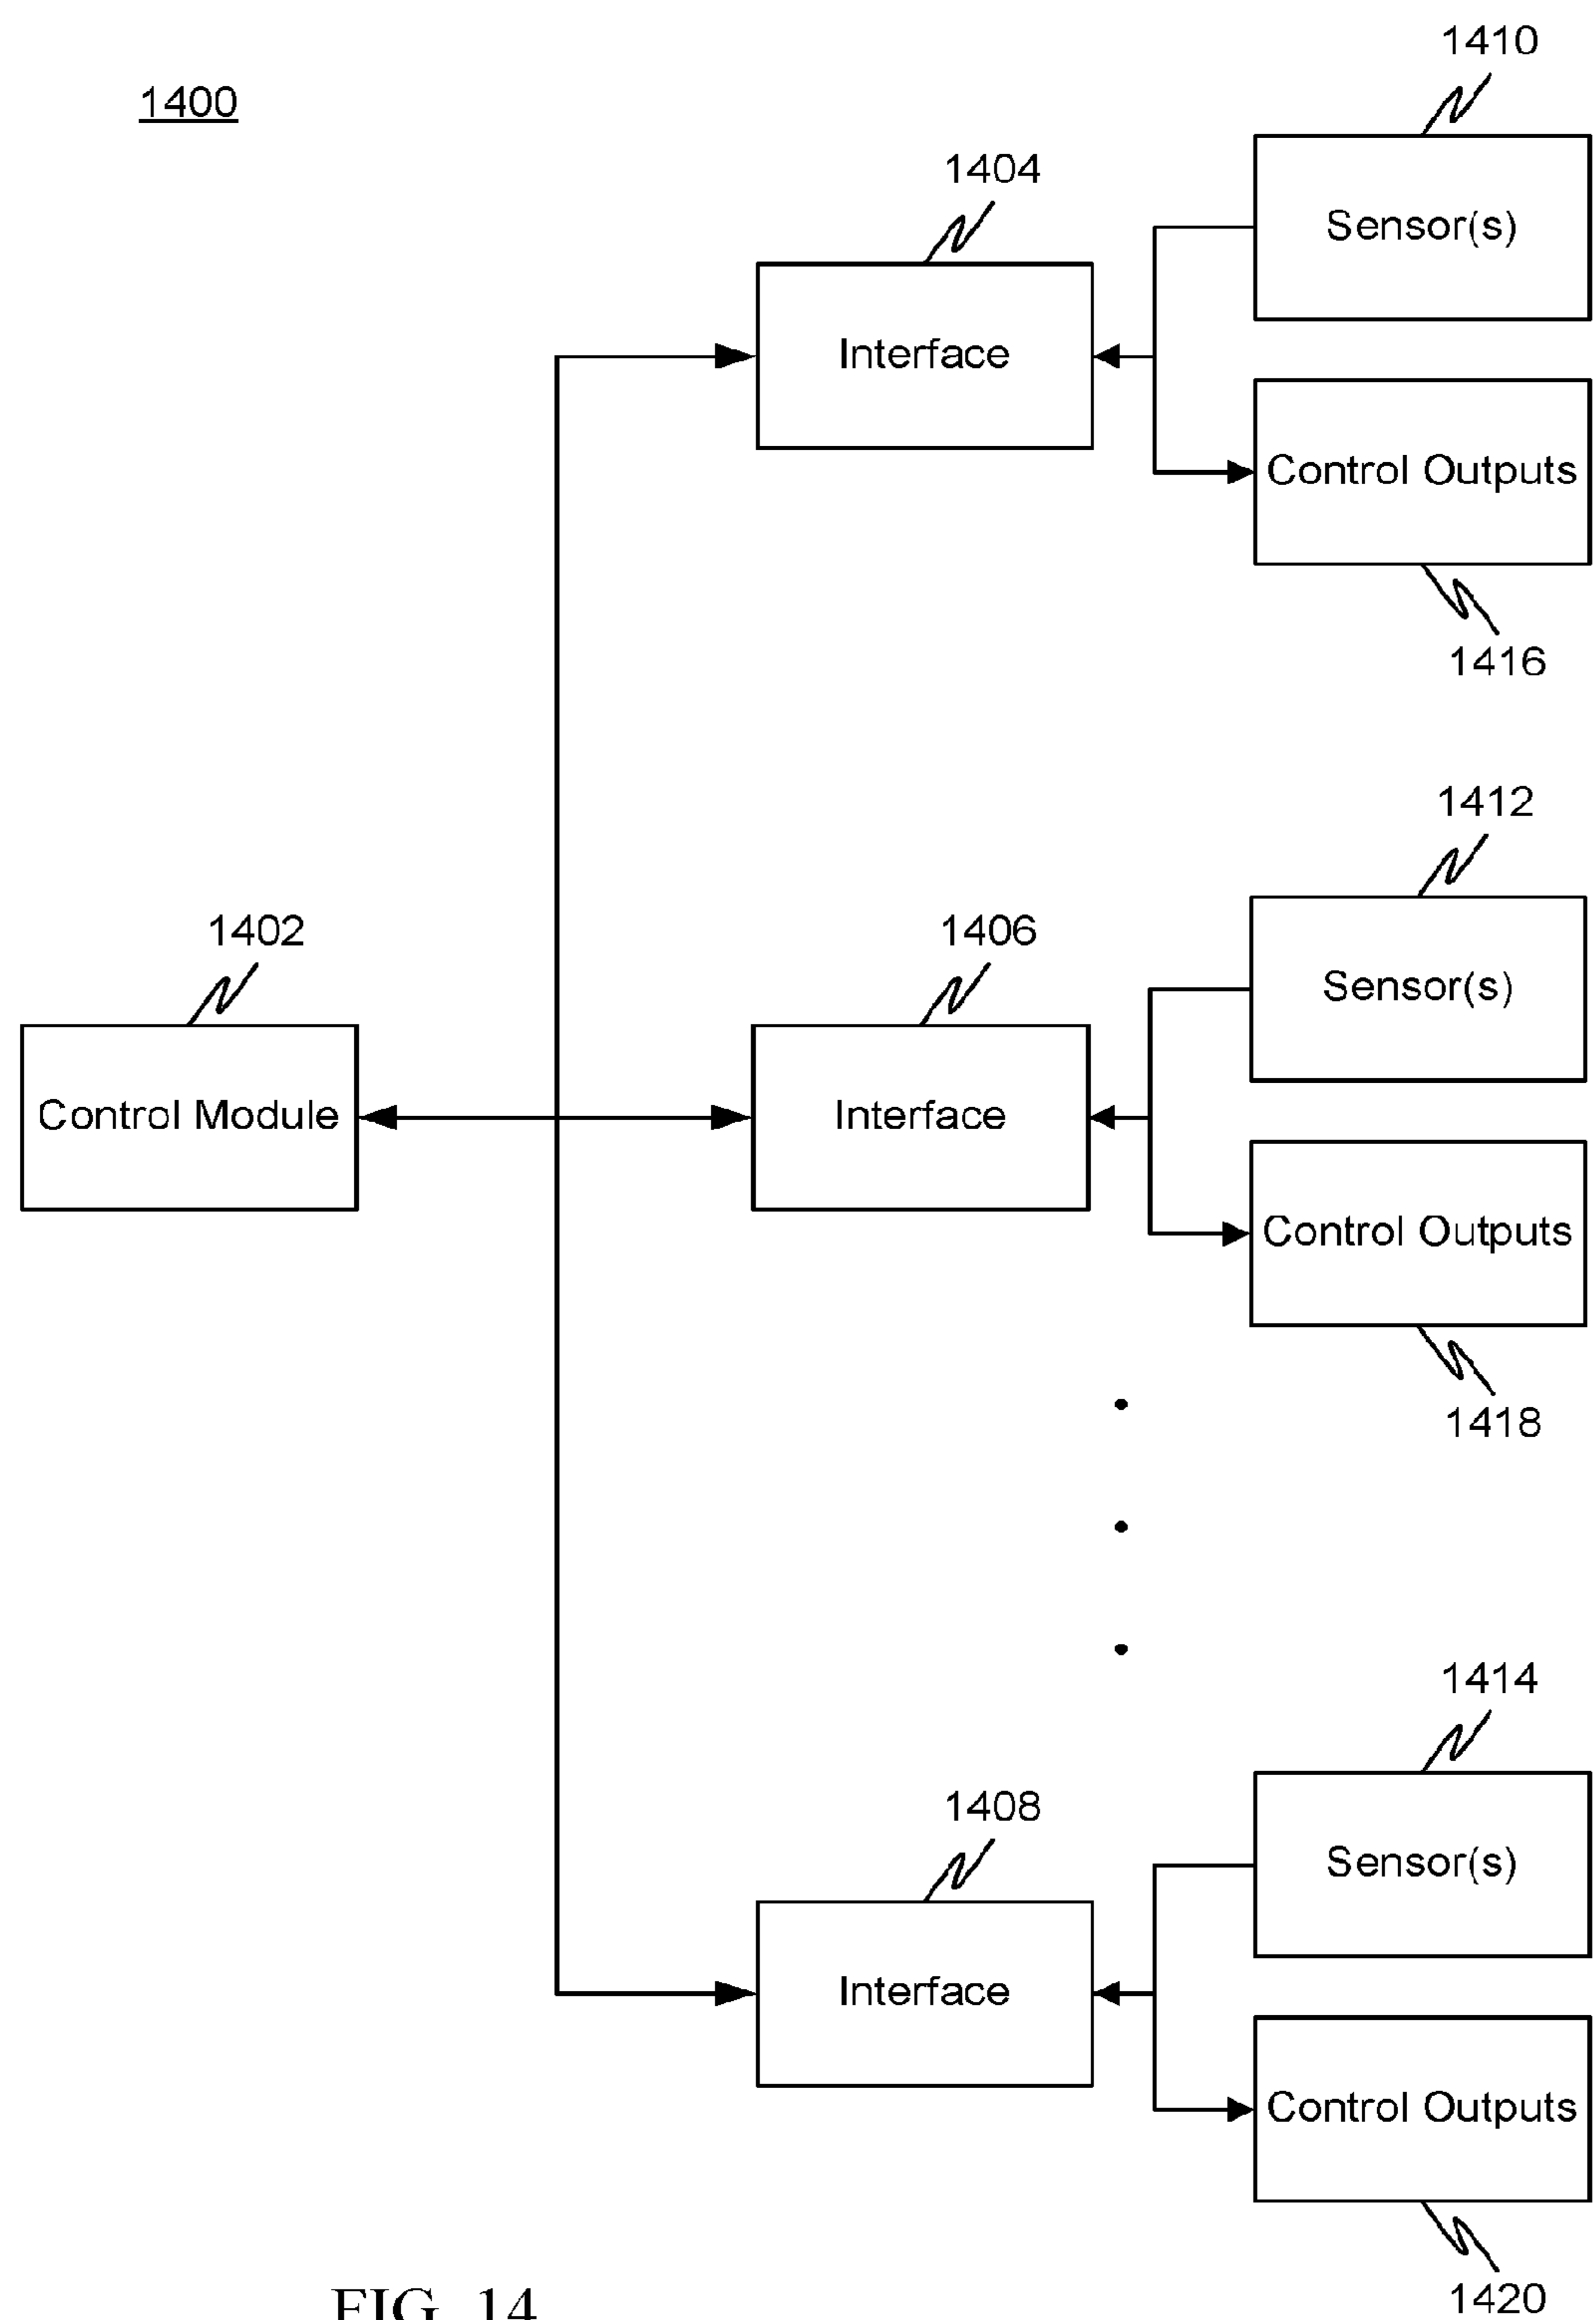 1400
1410
Sensor(s)
1404
Interface
Control Outputs
1416
1412
Sensor(s)
1402
Control Module
1406
Interface
Control Outputs
1418
1414
Sensor(s)
1408
Interface
Control Outputs
1420
FIG. 14